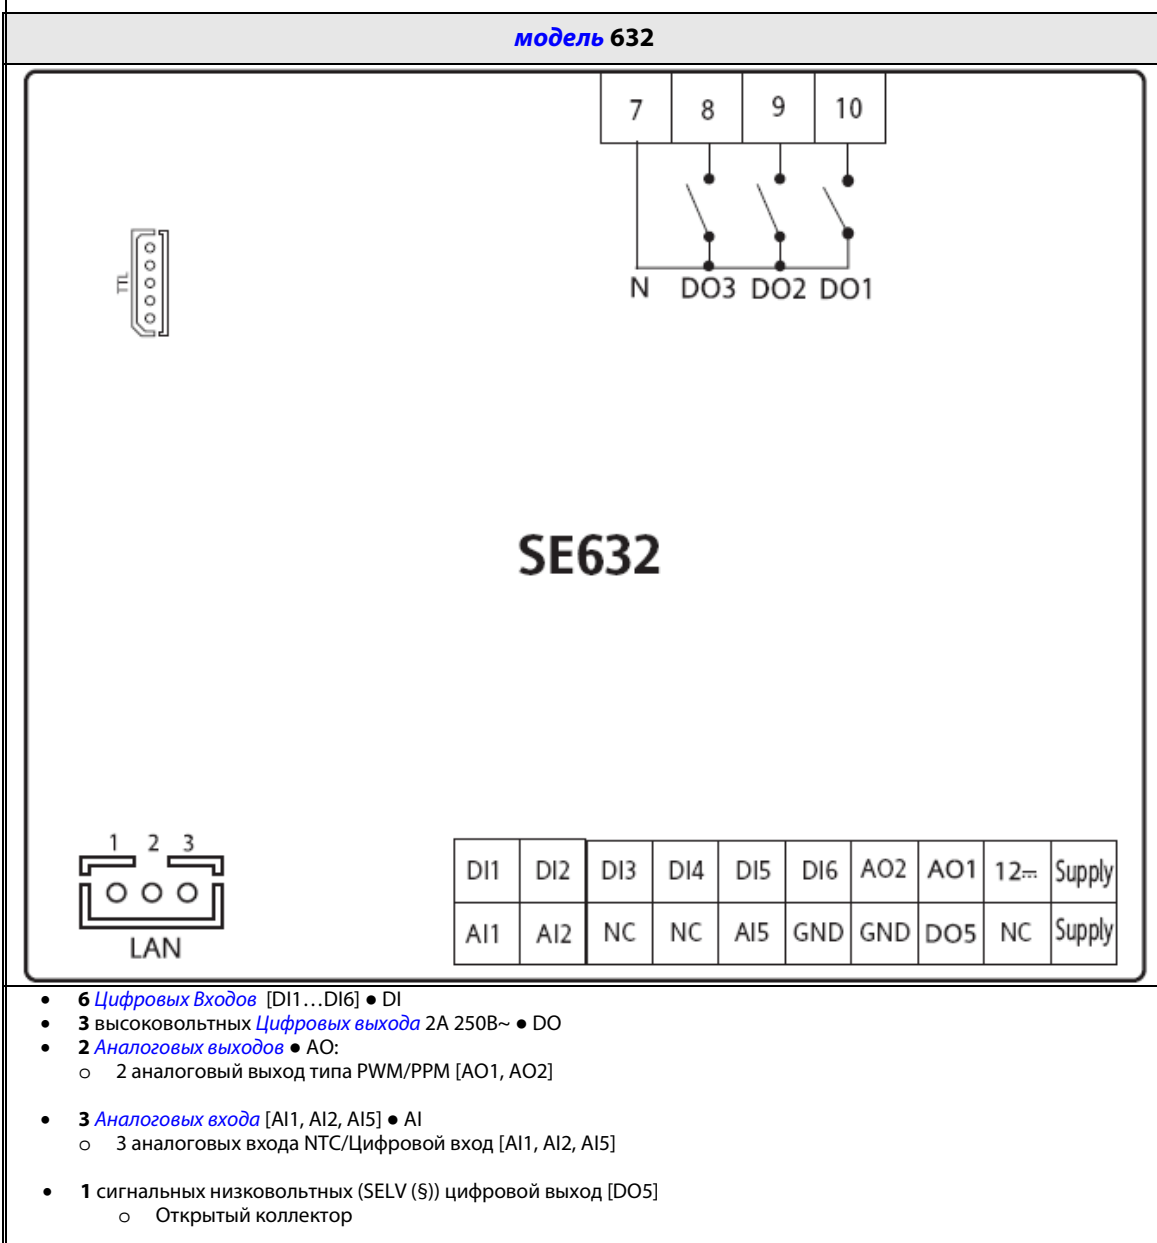 модель 632
7 8 9 10
TTL
N DO3 DO2 DO1
SE632
1 2 3
LAN
DI1 DI2 DI3 DI4 DI5 DI6 AO2 AO1 12⎓ Supply
AI1 AI2 NC NC AI5 GND GND DO5 NC Supply
• 6 Цифровых Входов [DI1…DI6] ● DI
• 3 высоковольтных Цифровых выхода 2А 250В~ ● DO
• 2 Аналоговых выходов ● AO:
o 2 аналоговый выход типа PWM/PPM [AO1, AO2]
• 3 Аналоговых входа [AI1, AI2, AI5] ● AI
o 3 аналоговых входа NTC/Цифровой вход [AI1, AI2, AI5]
• 1 сигнальных низковольтных (SELV (§)) цифровой выход [DO5]
o Открытый коллектор